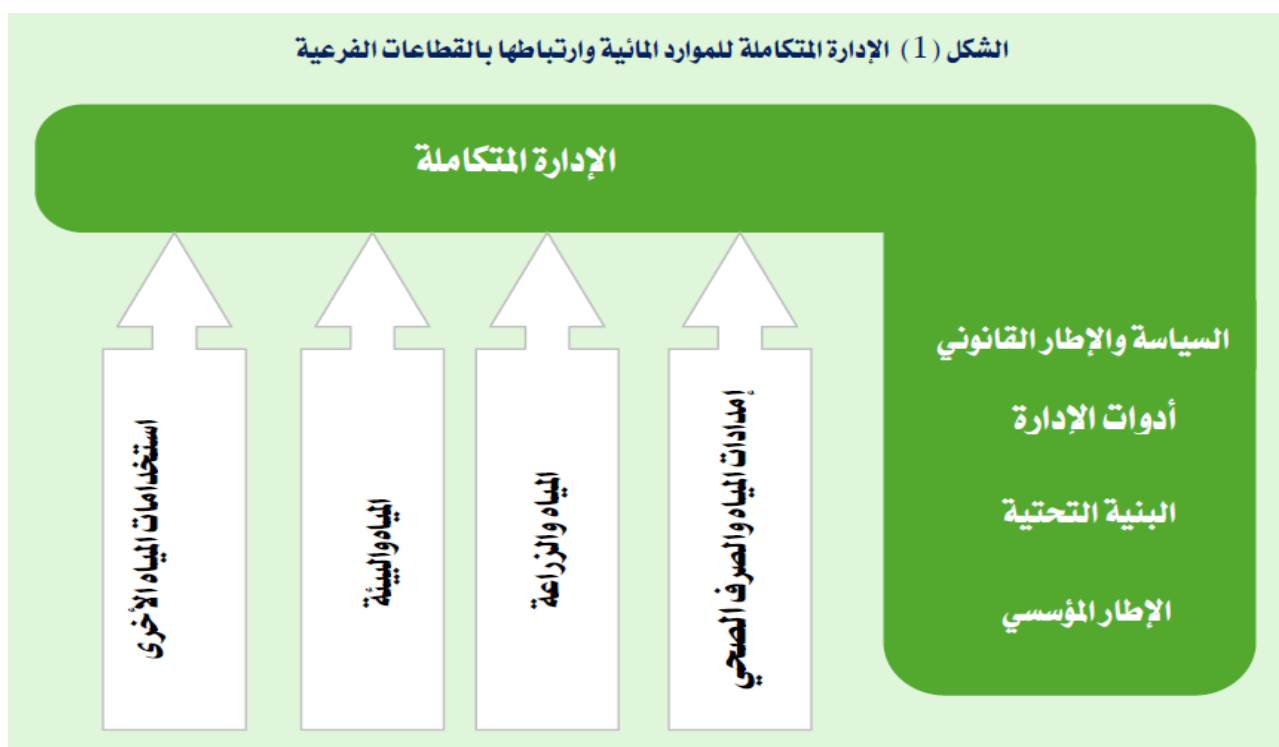 الشكل (1) الإدارة المتكاملة للموارد المائية وارتباطها بالقطاعات الفرعية
الإدارة المتكاملة
السياسة والإطار القانوني
أدوات الإدارة
البنية التحتية
الإطار المؤسسي
إمدادات المياه والصرف الصحي
المياه والزراعة
المياه والبيئة
استخدامات المياه الأخرى